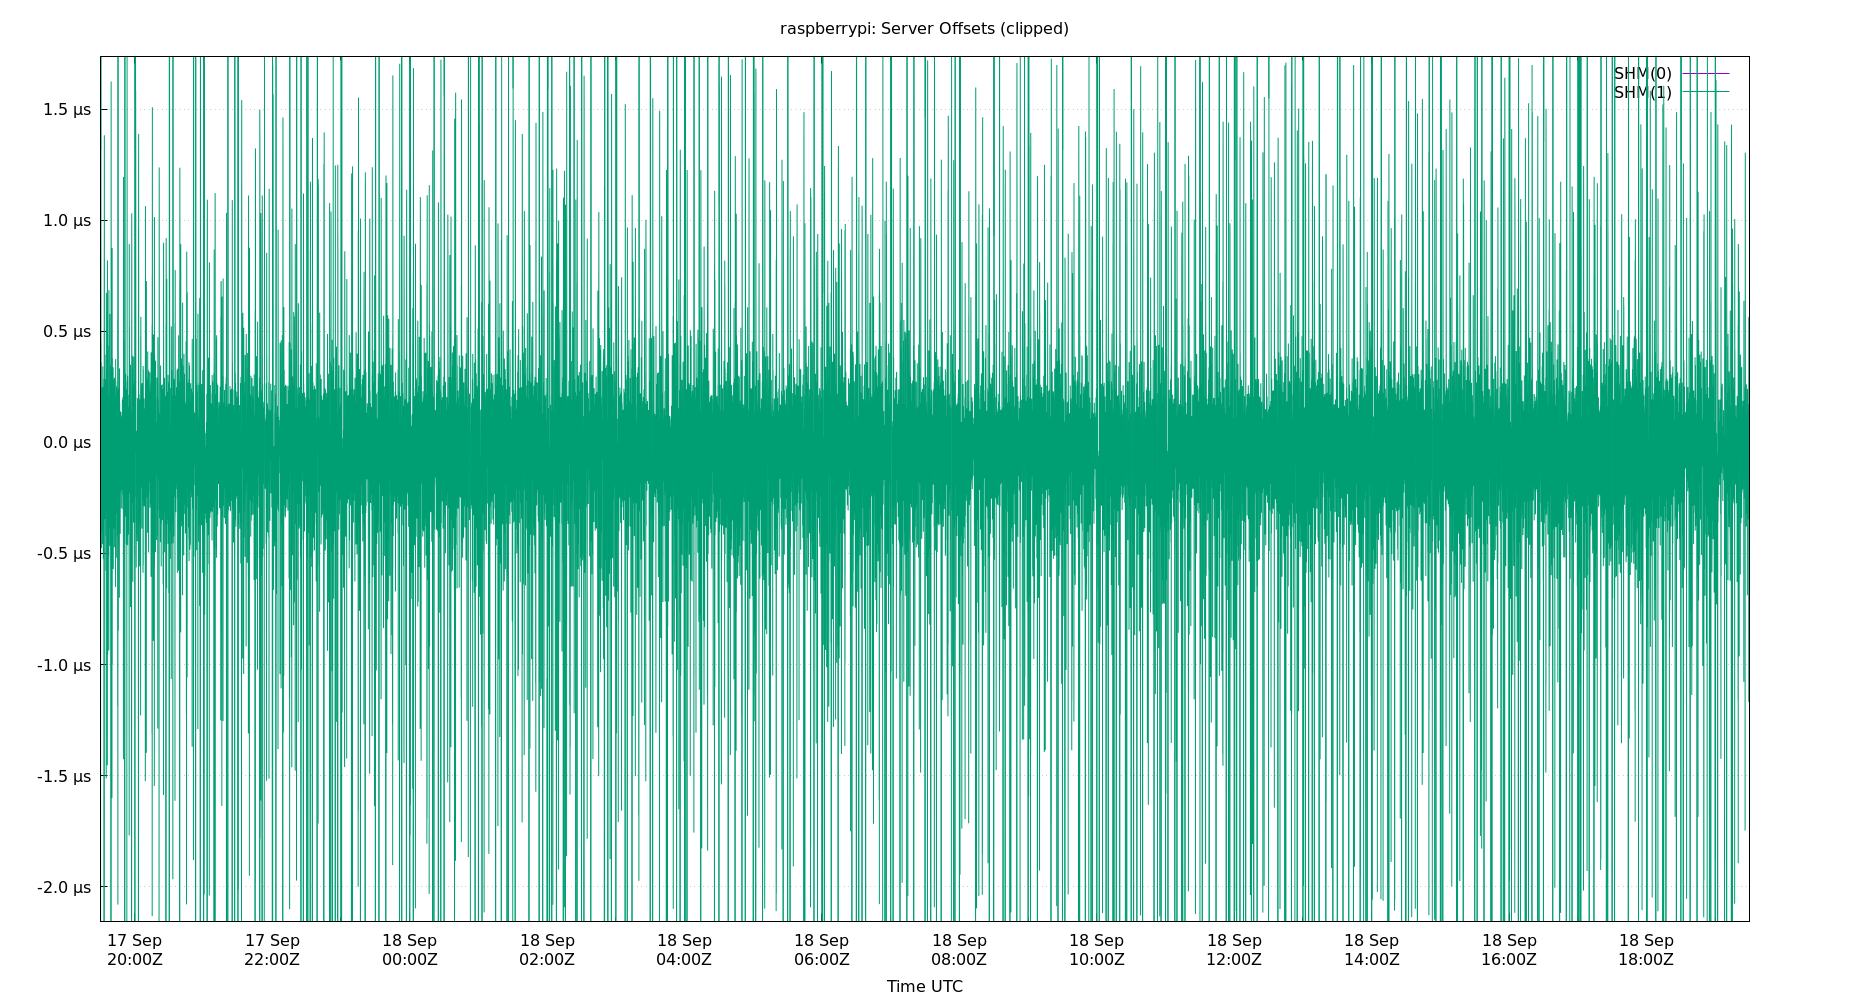 raspberrypi: Server Offsets (clipped)
SHM(0)
SHM(1)
1.5 µs
1.0 µs
0.5 µs
0.0 µs
-0.5 µs
-1.0 µs
-1.5 µs
-2.0 µs
17 Sep 17 Sep 18 Sep 18 Sep 18 Sep 18 Sep 18 Sep 18 Sep 18 Sep 18 Sep 18 Sep 18 Sep
20:00Z 22:00Z 00:00Z 02:00Z 04:00Z 06:00Z 08:00Z 10:00Z 12:00Z 14:00Z 16:00Z 18:00Z
Time UTC